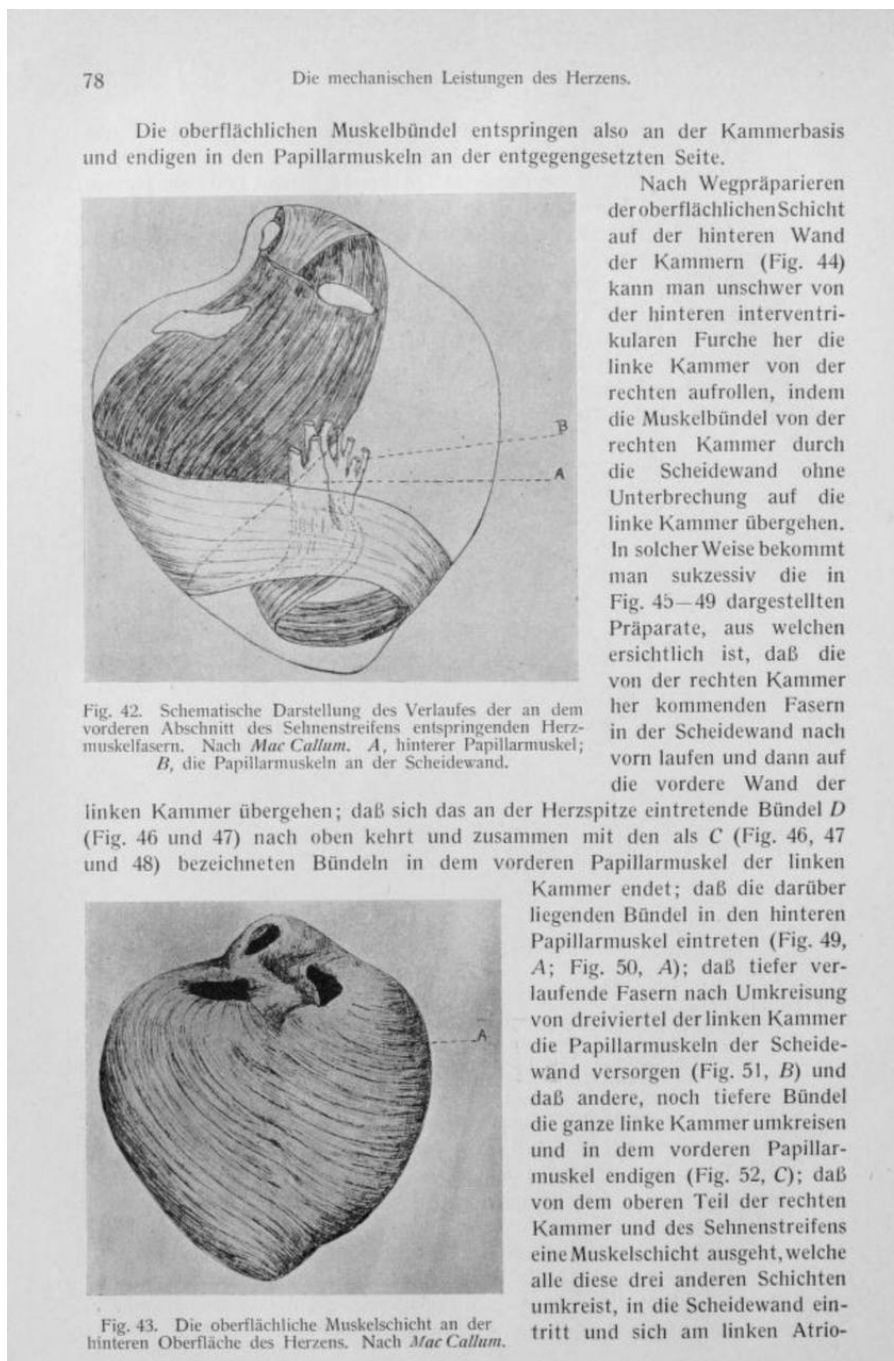 78
Die mechanischen Leistungen des Herzens.
Die oberflächlichen Muskelbündel entspringen also an der Kammerbasis
und endigen in den Papillarmuskeln an der entgegengesetzten Seite.
Nach Wegpräparieren
der oberflächlichen Schicht
auf der hinteren Wand
der Kammern (Fig. 44)
kann man unschwer von
der hinteren interventri-
kularen Furche her die
linke Kammer von der
rechten aufrollen, indem
die Muskelbündel von der
rechten Kammer durch
die Scheidewand ohne
Unterbrechung auf die
linke Kammer übergehen.
In solcher Weise bekommt
man sukzessiv die in
Fig. 45—49 dargestellten
Präparate, aus welchen
ersichtlich ist, daß die
von der rechten Kammer
her kommenden Fasern
in der Scheidewand nach
vorn laufen und dann auf
die vordere Wand der
B
A
Fig. 42. Schematische Darstellung des Verlaufes der an dem
vorderen Abschnitt des Sehnenstreifens entspringenden Herz-
muskelfasern. Nach Mac Callum. A, hinterer Papillarmuskel;
B, die Papillarmuskeln an der Scheidewand.
linken Kammer übergehen; daß sich das an der Herzspitze eintretende Bündel D
(Fig. 46 und 47) nach oben kehrt und zusammen mit den als C (Fig. 46, 47
und 48) bezeichneten Bündeln in dem vorderen Papillarmuskel der linken
Kammer endet; daß die darüber
liegenden Bündel in den hinteren
Papillarmuskel eintreten (Fig. 49,
A; Fig. 50, A); daß tiefer ver-
laufende Fasern nach Umkreisung
von dreiviertel der linken Kammer
die Papillarmuskeln der Scheide-
wand versorgen (Fig. 51, B) und
daß andere, noch tiefere Bündel
die ganze linke Kammer umkreisen
und in dem vorderen Papillar-
muskel endigen (Fig. 52, C); daß
von dem oberen Teil der rechten
Kammer und des Sehnenstreifens
eine Muskelschicht ausgeht, welche
alle diese drei anderen Schichten
umkreist, in die Scheidewand ein-
tritt und sich am linken Atrio-
A
Fig. 43. Die oberflächliche Muskelschicht an der
hinteren Oberfläche des Herzens. Nach Mac Callum.